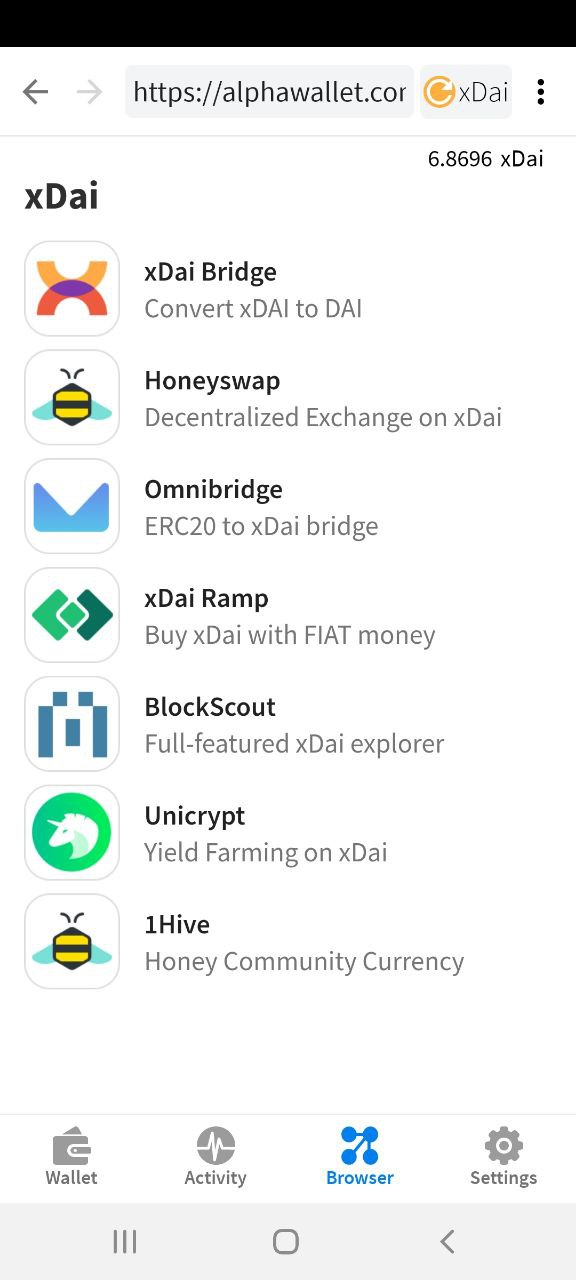 https://alphawallet.cor
xDai
6.8696 xDai
xDai
xDai Bridge
Convert xDAI to DAI
Honeyswap
Decentralized Exchange on xDai
Omnibridge
ERC20 to xDai bridge
xDai Ramp
Buy xDai with FIAT money
BlockScout
Full-featured xDai explorer
Unicrypt
Yield Farming on xDai
1Hive
Honey Community Currency
Wallet
Activity
Browser
Settings